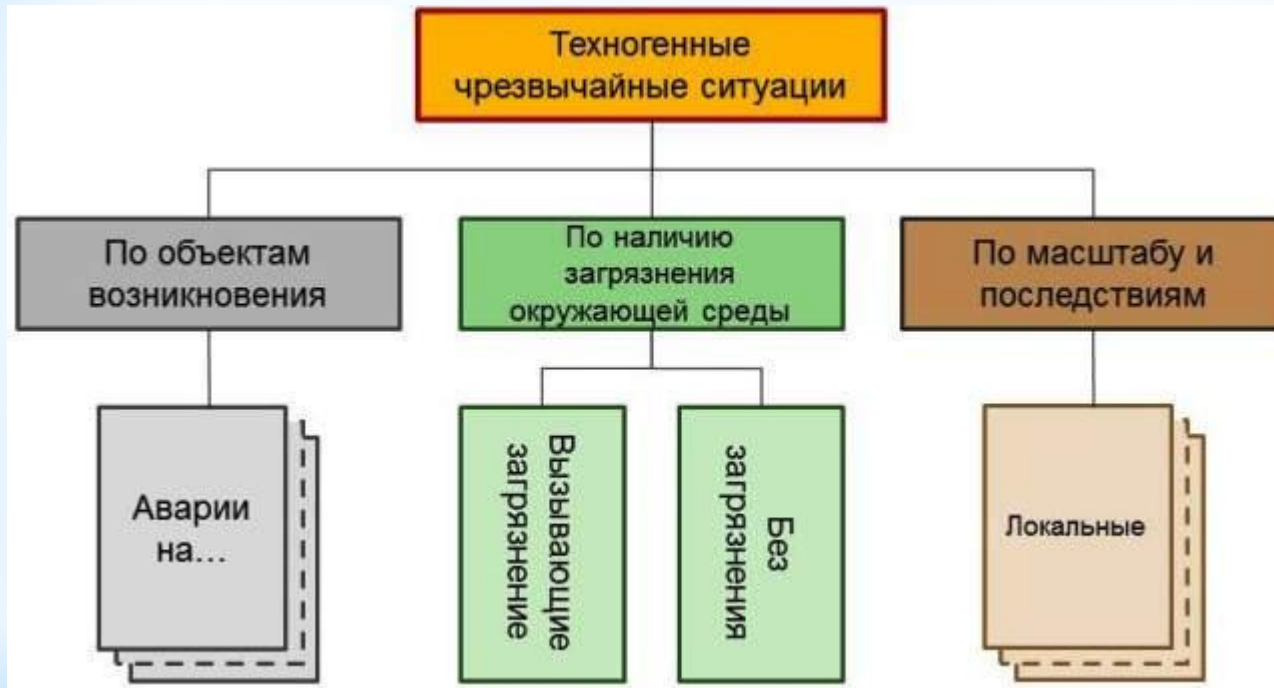 Техногенные
чрезвычайные ситуации
По объектам
возникновения
По наличию
загрязнения
окружающей среды
По масштабу и
последствиям
Аварии
на...
Вызывающие
загрязнение
Без
загрязнения
Локальные